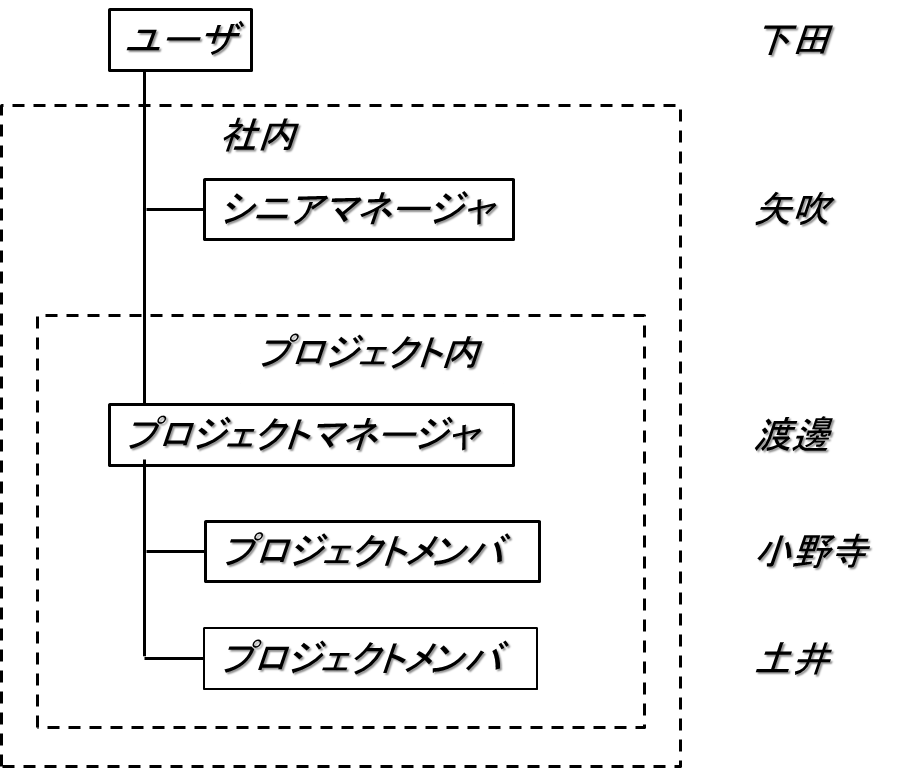 ユーザ 下田
社内
シニアマネージャ 矢吹
プロジェクト内
プロジェクトマネージャ 渡邊
プロジェクトメンバ 小野寺
プロジェクトメンバ 土井